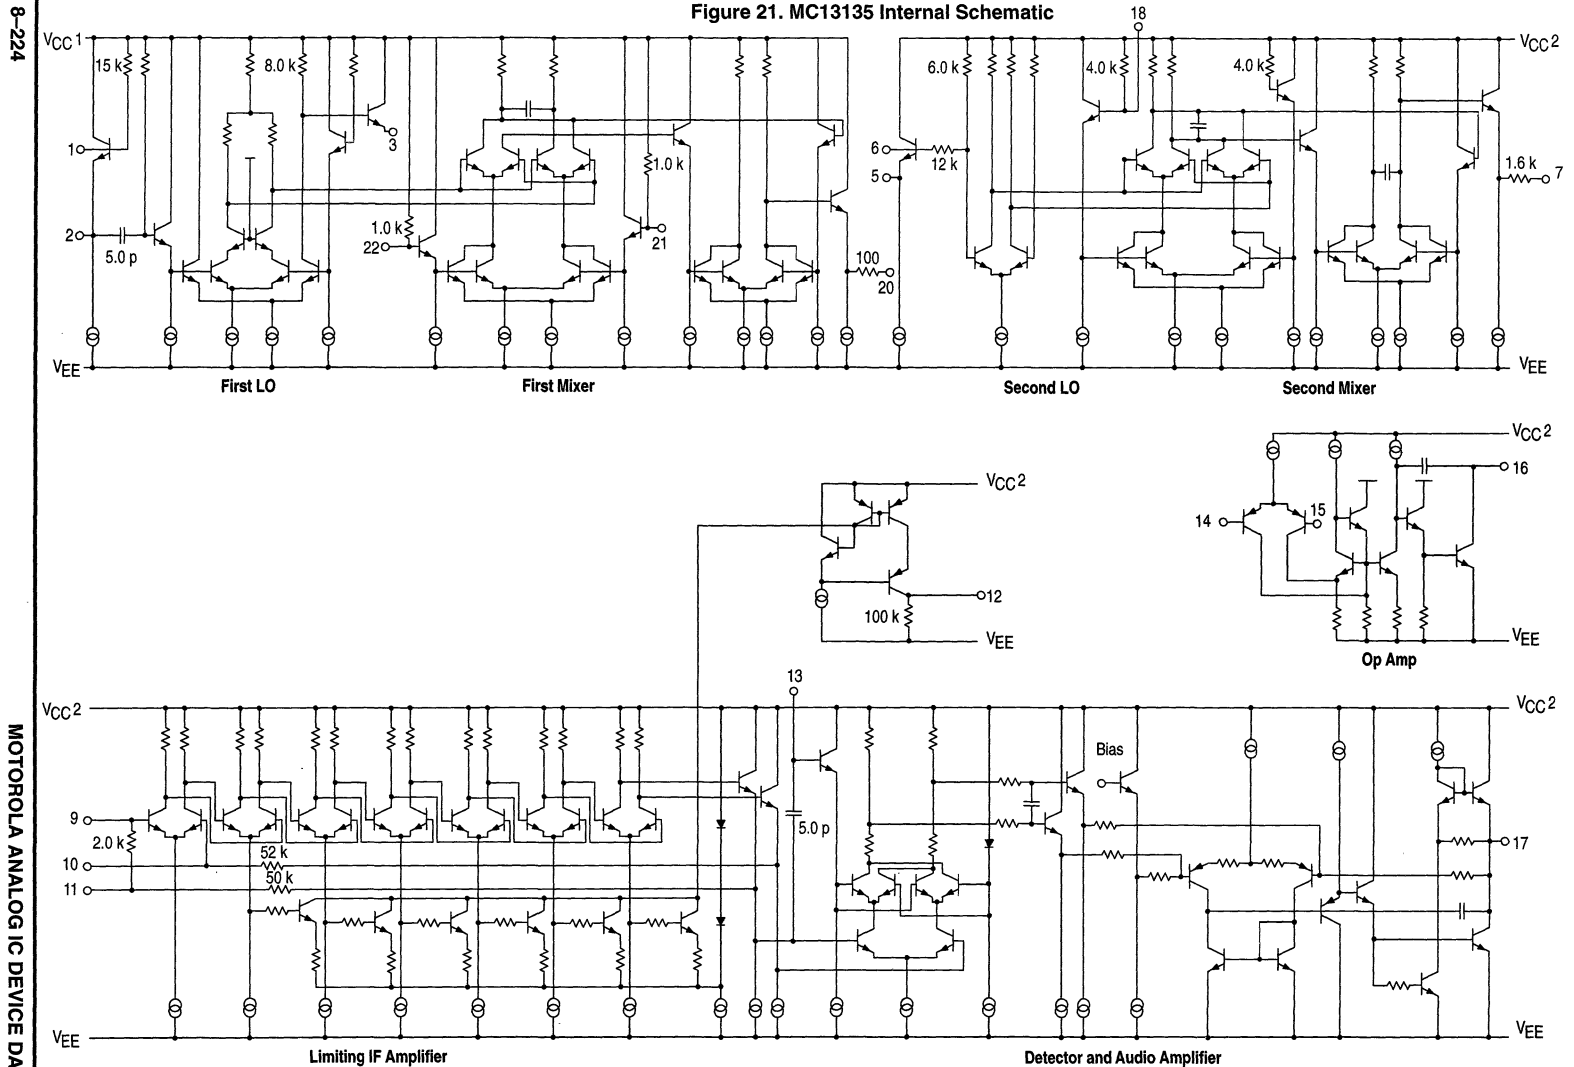 8–224
Figure 21. MC13135 Internal Schematic
VCC1
15 k
8.0 k
1
3
2
5.0 p
1.0 k
22
1.0 k
21
100
20
VEE
First LO
First Mixer
18
VCC2
6.0 k
4.0 k
4.0 k
6
12 k
5
1.6 k
7
VEE
Second LO
Second Mixer
VCC2
12
100 k
VEE
VCC2
16
14
15
VEE
Op Amp
VCC2
9
2.0 k
10
52 k
11
50 k
VEE
Limiting IF Amplifier
13
5.0 p
Bias
VCC2
17
VEE
Detector and Audio Amplifier
MOTOROLA ANALOG IC DEVICE DA